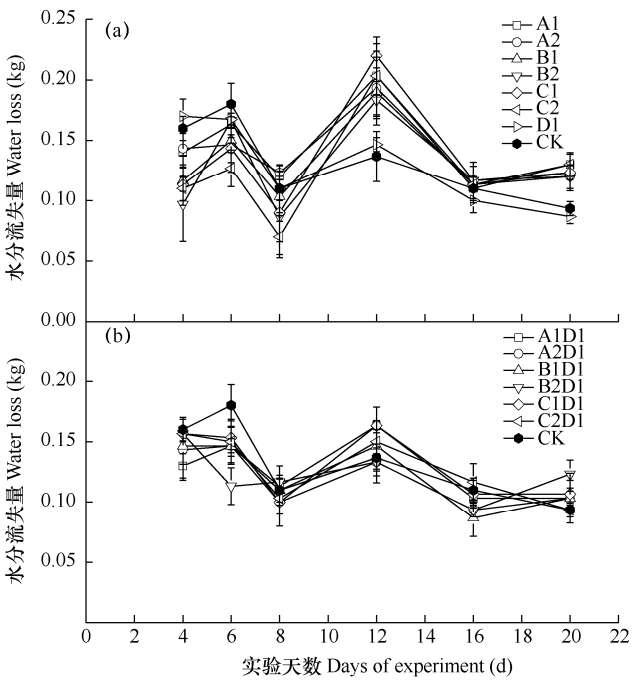 (a)
A1
A2
B1
B2
C1
C2
D1
CK
0.25
0.20
0.15
0.10
0.05
0.00
水分流失量 Water loss (kg)
(b)
A1D1
A2D1
B1D1
B2D1
C1D1
C2D1
CK
0.20
0.15
0.10
0.05
水分流失量 Water loss (kg)
0 2 4 6 8 10 12 14 16 18 20 22
实验天数 Days of experiment (d)